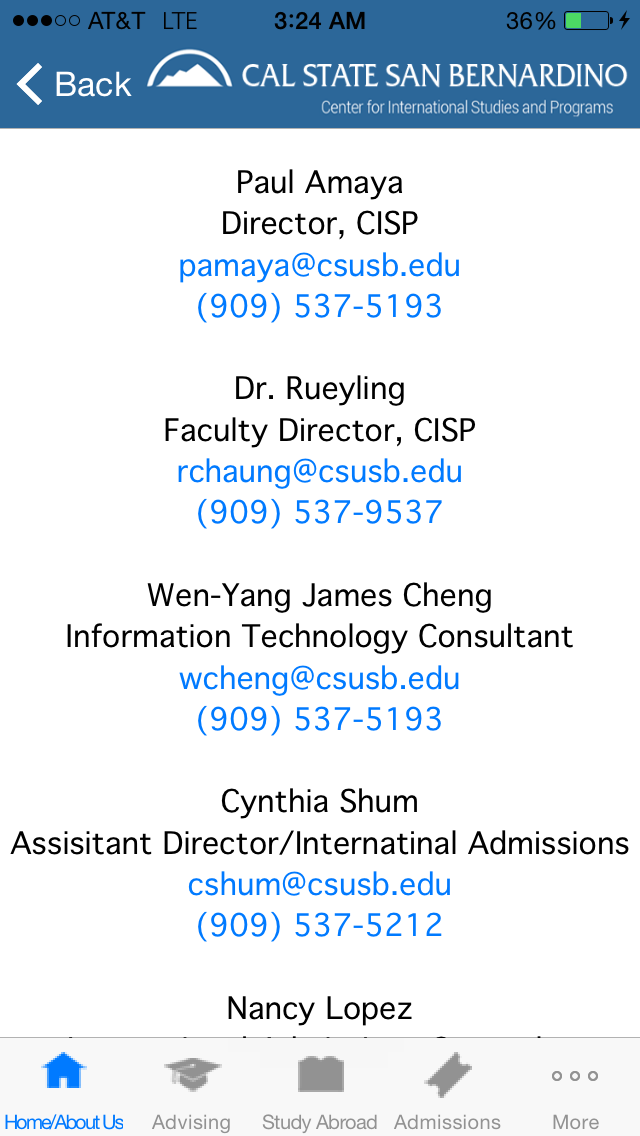 AT&T LTE 3:24 AM 36%
Back
CAL STATE SAN BERNARDINO
Center for International Studies and Programs
Paul Amaya
Director, CISP
pamaya@csusb.edu
(909) 537-5193
Dr. Rueyling
Faculty Director, CISP
rchaung@csusb.edu
(909) 537-9537
Wen-Yang James Cheng
Information Technology Consultant
wcheng@csusb.edu
(909) 537-5193
Cynthia Shum
Assisitant Director/Internatinal Admissions
cshum@csusb.edu
(909) 537-5212
Nancy Lopez
Home/About Us Advising Study Abroad Admissions More